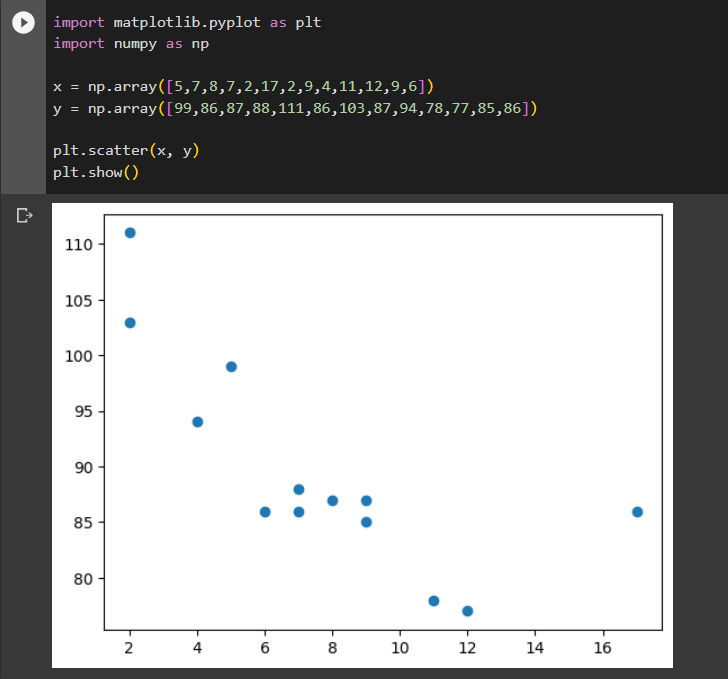 import matplotlib.pyplot as plt
import numpy as np
x = np.array([5,7,8,7,2,17,2,9,4,11,12,9,6])
y = np.array([99,86,87,88,111,86,103,87,94,78,77,85,86])
plt.scatter(x, y)
plt.show()
110
105
100
95
90
85
80
2 4 6 8 10 12 14 16